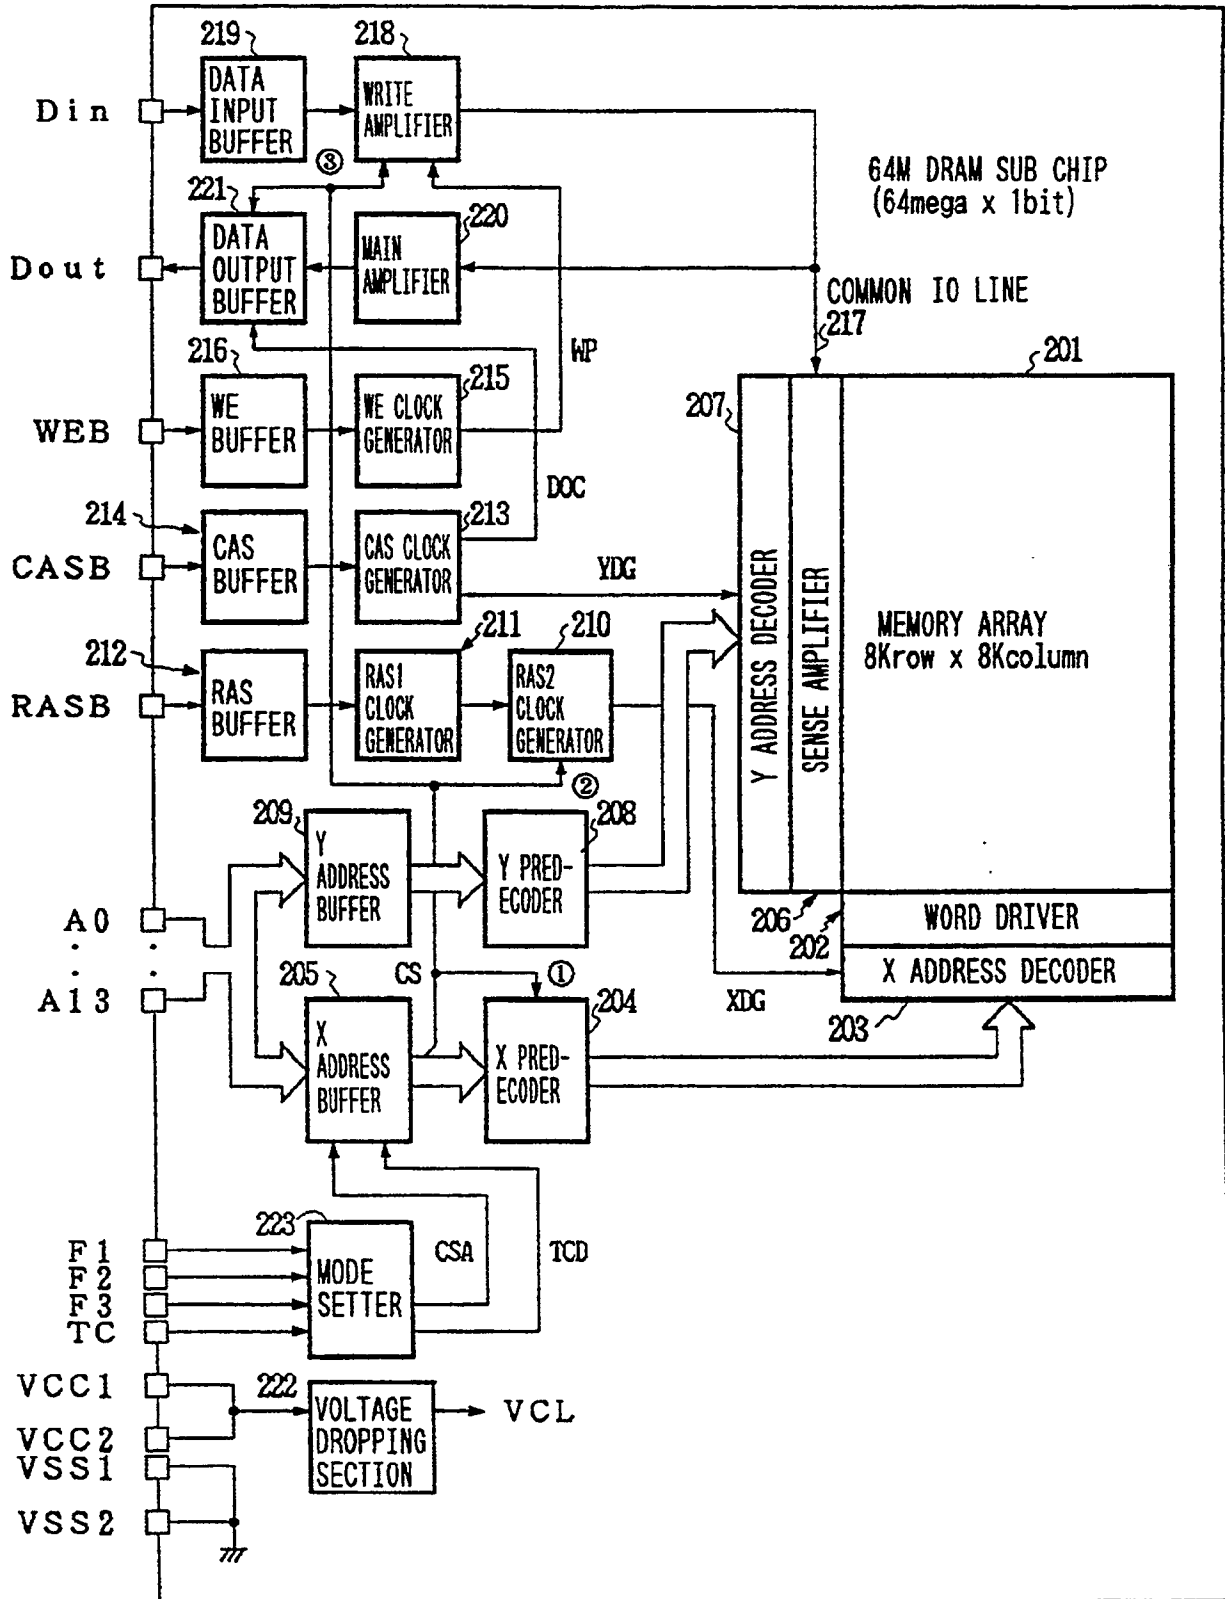 219
218
Din
DATA
INPUT
BUFFER
WRITE
AMPLIFIER
③
64M DRAM SUB CHIP
(64mega x 1bit)
221
220
Dout
DATA
OUTPUT
BUFFER
MAIN
AMPLIFIER
COMMON IO LINE
217
WP
201
216
215
207
WEB
WE
BUFFER
WE CLOCK
GENERATOR
DOC
214
213
CASB
CAS
BUFFER
CAS CLOCK
GENERATOR
YDG
Y ADDRESS DECODER
SENSE AMPLIFIER
MEMORY ARRAY
8Krow x 8Kcolumn
212
211
210
RASB
RAS
BUFFER
RAS1
CLOCK
GENERATOR
RAS2
CLOCK
GENERATOR
②
209
208
Y
ADDRESS
BUFFER
Y PRED-
ECODER
206
202
WORD DRIVER
X ADDRESS DECODER
A0
A13
205
CS
①
204
XDG
203
X
ADDRESS
BUFFER
X PRED-
ECODER
223
CSA
TCD
F1
F2
F3
TC
MODE
SETTER
VCC1
VCC2
VSS1
VSS2
222
VOLTAGE
DROPPING
SECTION
VCL